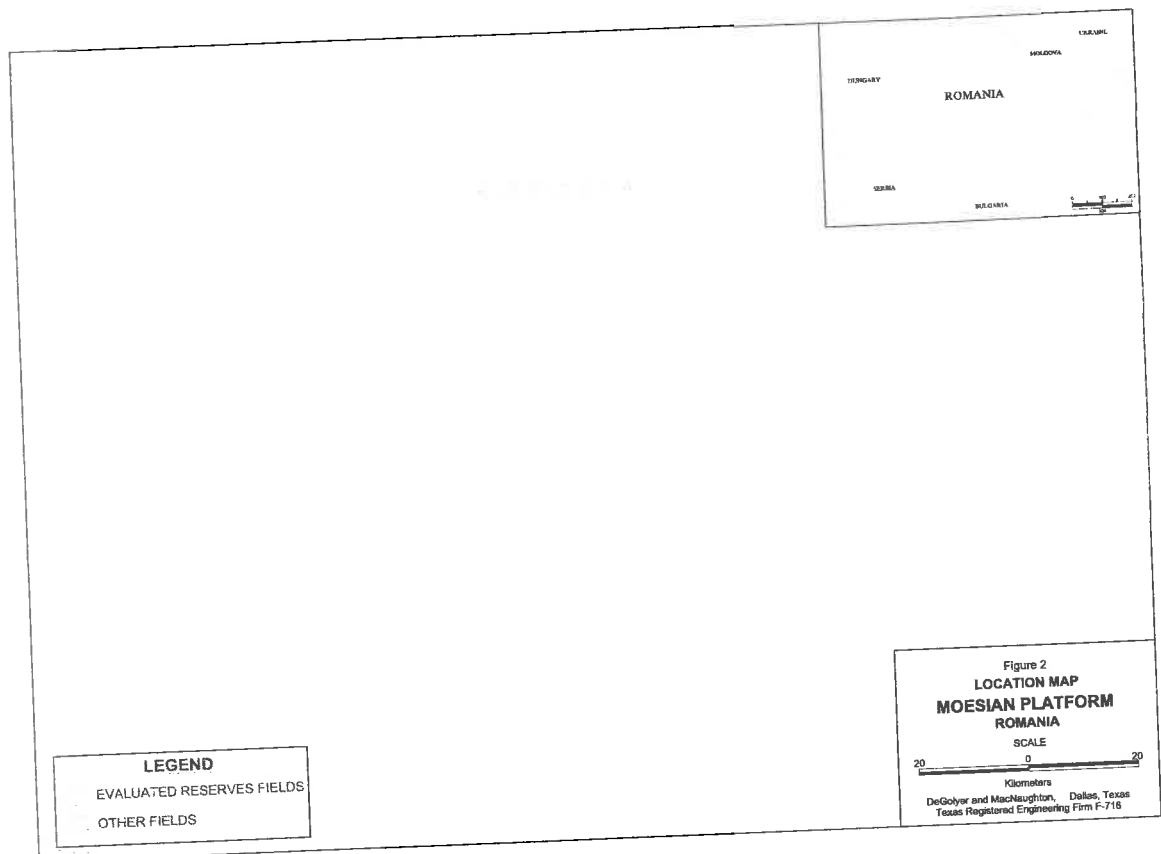 UKRAINE
MOLDOVA
HUNGARY
ROMANIA
SERBIA
BULGARIA
Figure 2
LOCATION MAP
MOESIAN PLATFORM
ROMANIA
SCALE
20 0 20
Kilometers
DeGolyer and MacNaughton, Dallas, Texas
Texas Registered Engineering Firm F-716
LEGEND
EVALUATED RESERVES FIELDS
OTHER FIELDS